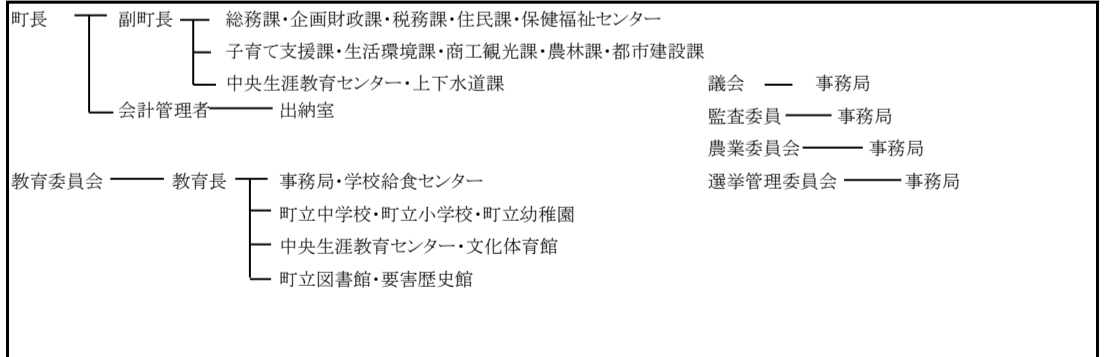 町長 副町長 総務課・企画財政課・税務課・住民課・保健福祉センター
子育て支援課・生活環境課・商工観光課・農林課・都市建設課
中央生涯教育センター・上下水道課 議会 事務局
会計管理者 出納室 監査委員 事務局
農業委員会 事務局
教育委員会 教育長 事務局・学校給食センター 選挙管理委員会 事務局
町立中学校・町立小学校・町立幼稚園
中央生涯教育センター・文化体育館
町立図書館・要害歴史館